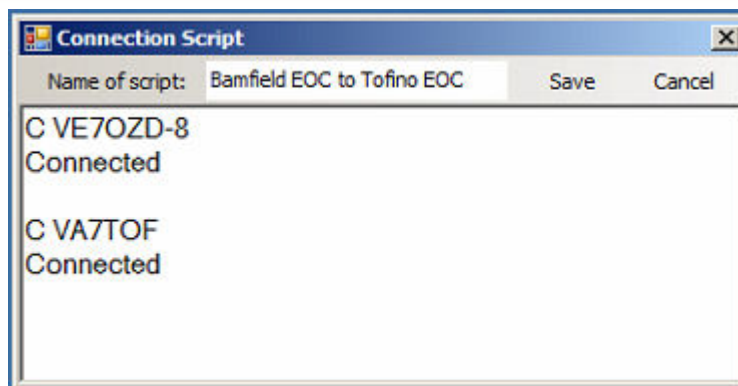 Connection Script
Name of script: Bamfield EOC to Tofino EOC Save Cancel
C VE7OZD-8
Connected
C VA7TOF
Connected